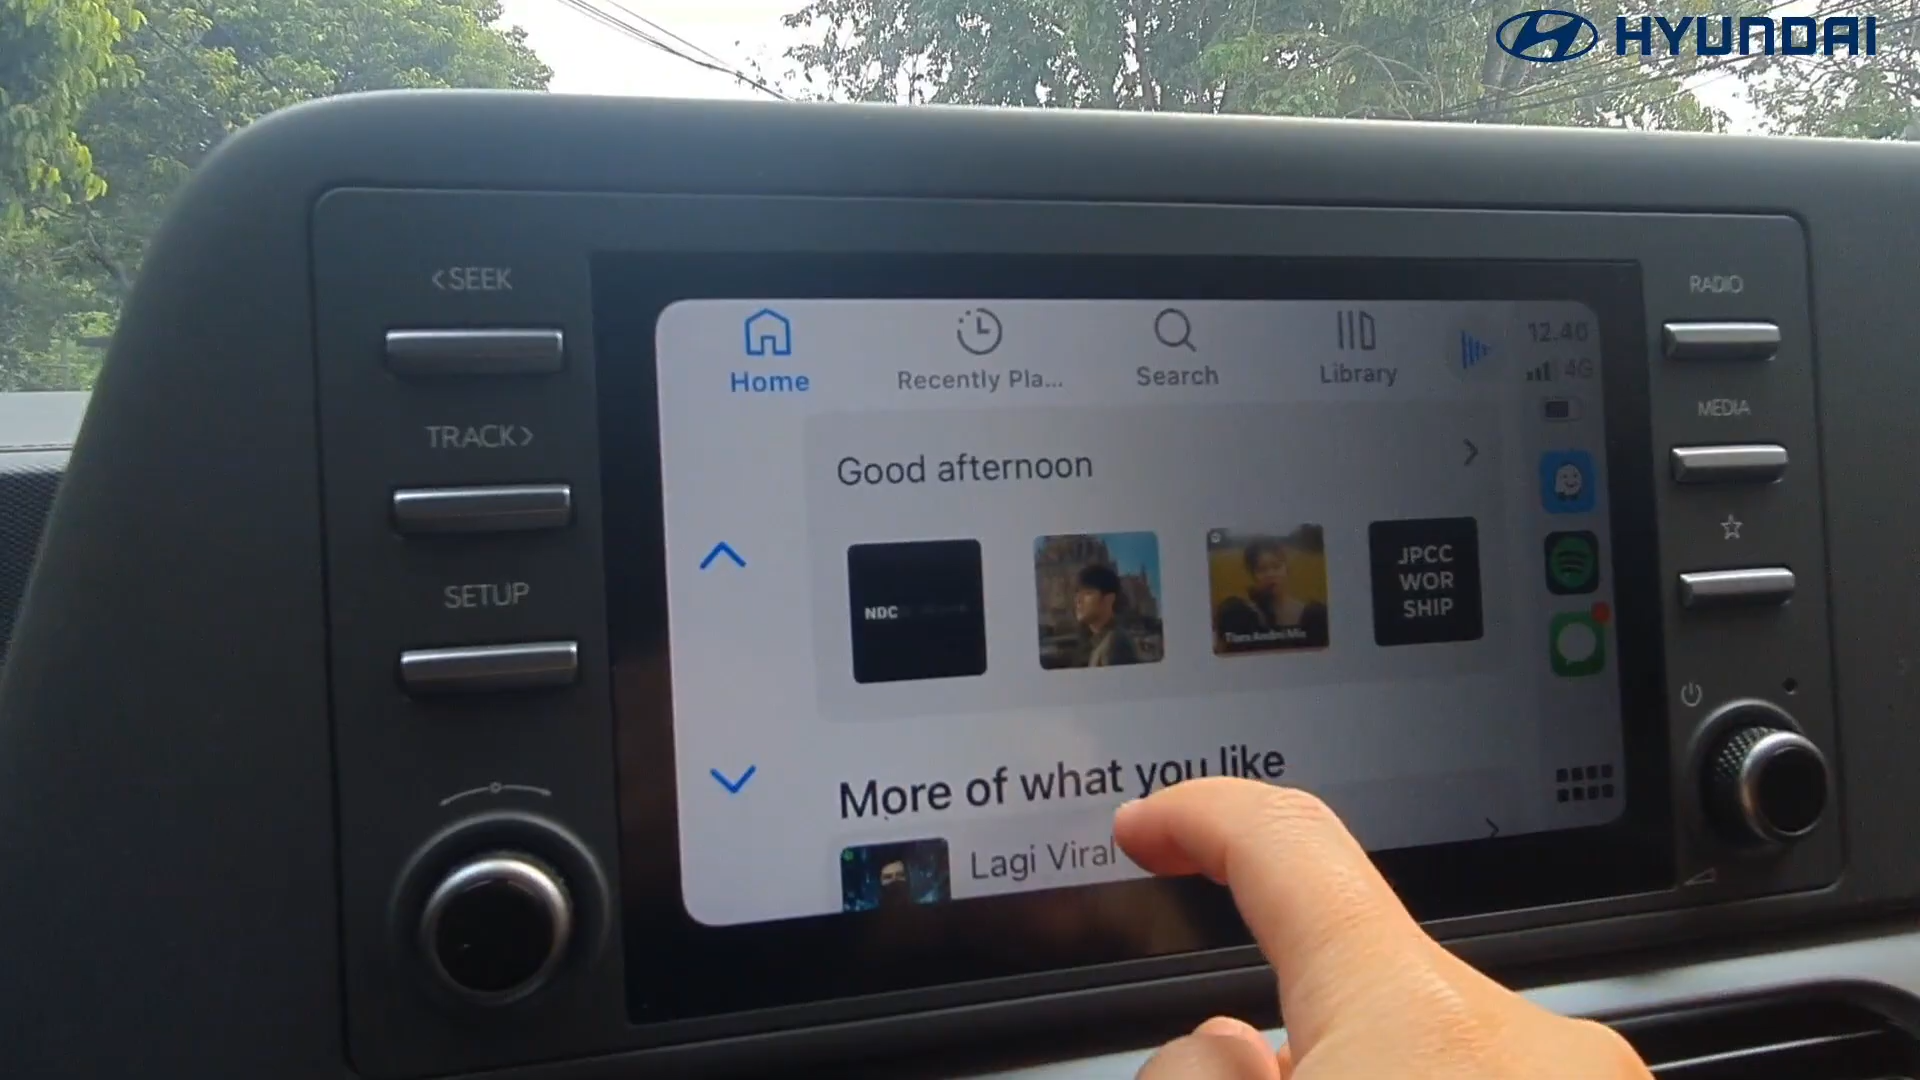 HYUNDAI
<SEEK
TRACK>
SETUP
RADIO
MEDIA
Home
Recently Pla...
Search
Library
12.40
4G
Good afternoon
NDC
JPCC
WOR
SHIP
More of what you like
Lagi Viral